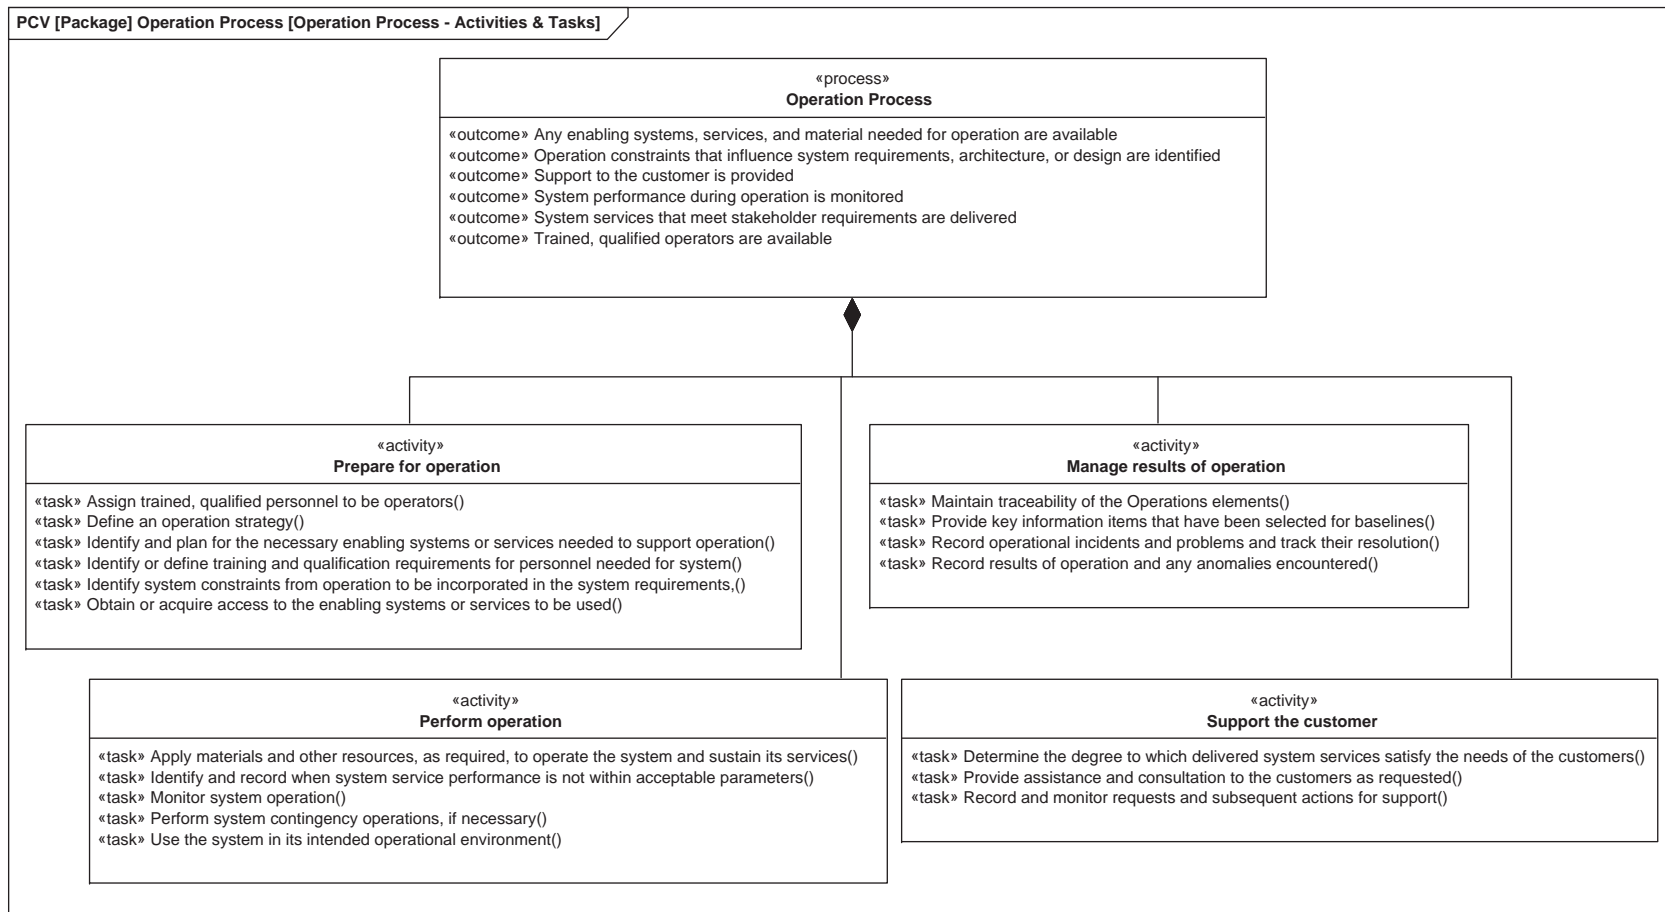 PCV [Package] Operation Process [Operation Process - Activities & Tasks]
«process»
Operation Process
«outcome» Any enabling systems, services, and material needed for operation are available
«outcome» Operation constraints that influence system requirements, architecture, or design are identified
«outcome» Support to the customer is provided
«outcome» System performance during operation is monitored
«outcome» System services that meet stakeholder requirements are delivered
«outcome» Trained, qualified operators are available
«activity»
Prepare for operation
«task» Assign trained, qualified personnel to be operators()
«task» Define an operation strategy()
«task» Identify and plan for the necessary enabling systems or services needed to support operation()
«task» Identify or define training and qualification requirements for personnel needed for system()
«task» Identify system constraints from operation to be incorporated in the system requirements,()
«task» Obtain or acquire access to the enabling systems or services to be used()
«activity»
Manage results of operation
«task» Maintain traceability of the Operations elements()
«task» Provide key information items that have been selected for baselines()
«task» Record operational incidents and problems and track their resolution()
«task» Record results of operation and any anomalies encountered()
«activity»
Perform operation
«task» Apply materials and other resources, as required, to operate the system and sustain its services()
«task» Identify and record when system service performance is not within acceptable parameters()
«task» Monitor system operation()
«task» Perform system contingency operations, if necessary()
«task» Use the system in its intended operational environment()
«activity»
Support the customer
«task» Determine the degree to which delivered system services satisfy the needs of the customers()
«task» Provide assistance and consultation to the customers as requested()
«task» Record and monitor requests and subsequent actions for support()